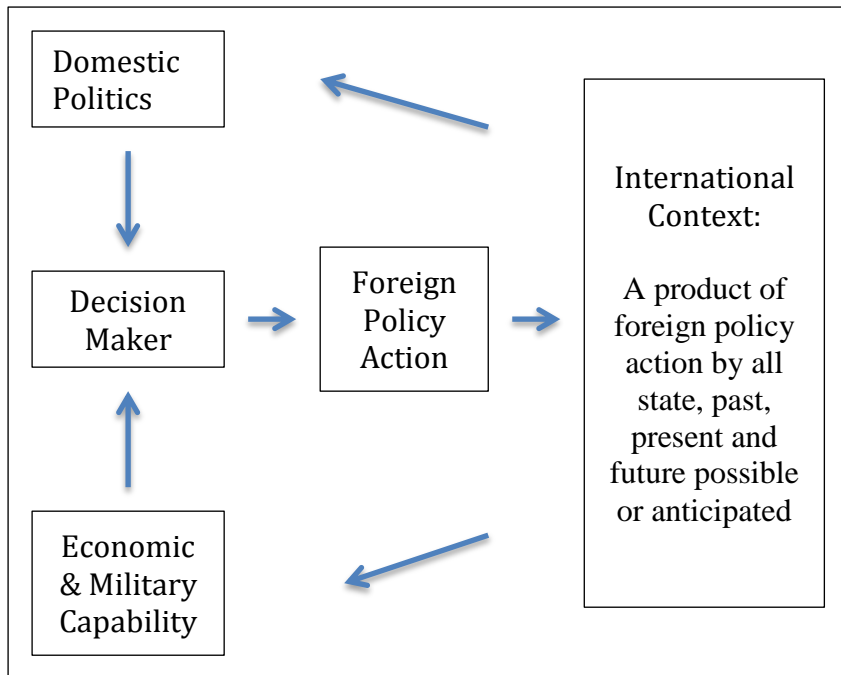 Domestic
Politics
Decision
Maker
Economic
& Military
Capability
Foreign
Policy
Action
International
Context:
A product of
foreign policy
action by all
state, past,
present and
future possible
or anticipated